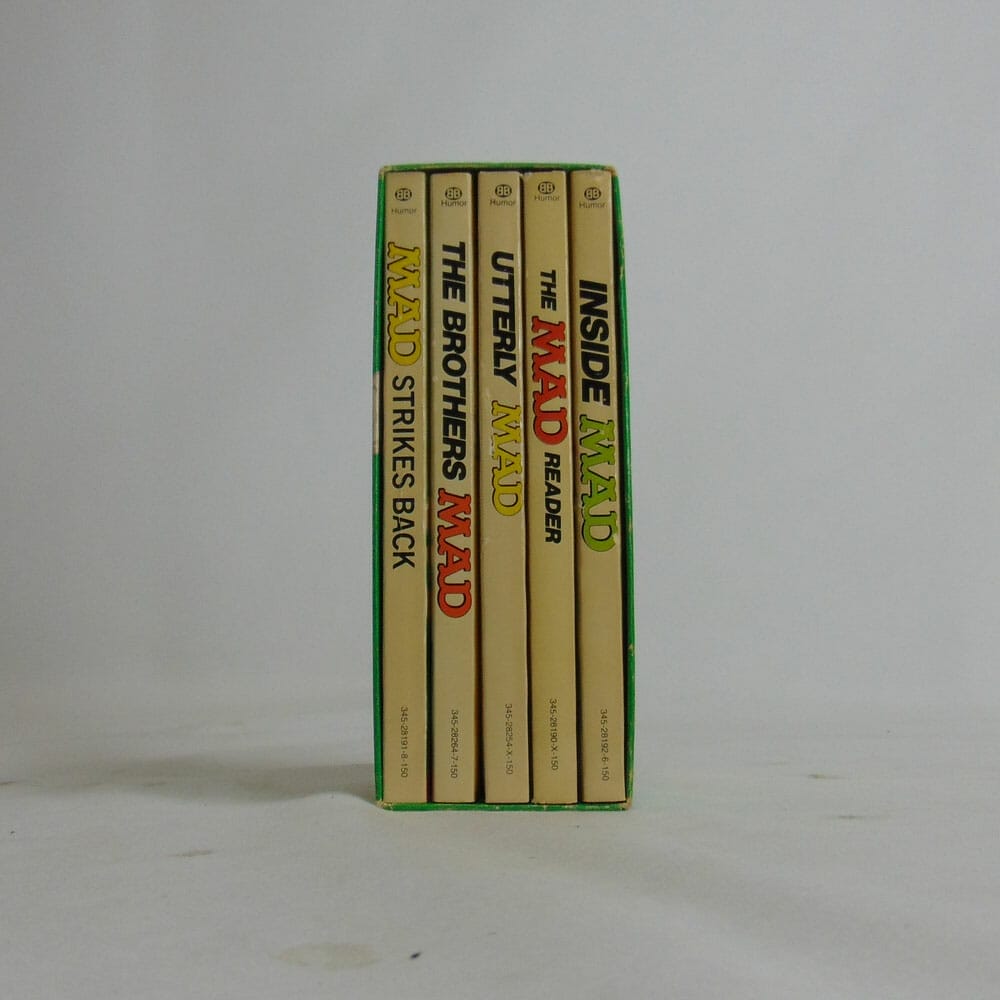 BB
Humor
MAD STRIKES BACK
345-28191-8-150
BB
Humor
THE BROTHERS MAD
345-28264-7-150
BB
Humor
UTTERLY MAD
345-28254-X-150
BB
Humor
THE MAD READER
345-28190-X-150
BB
Humor
INSIDE MAD
345-28192-6-150